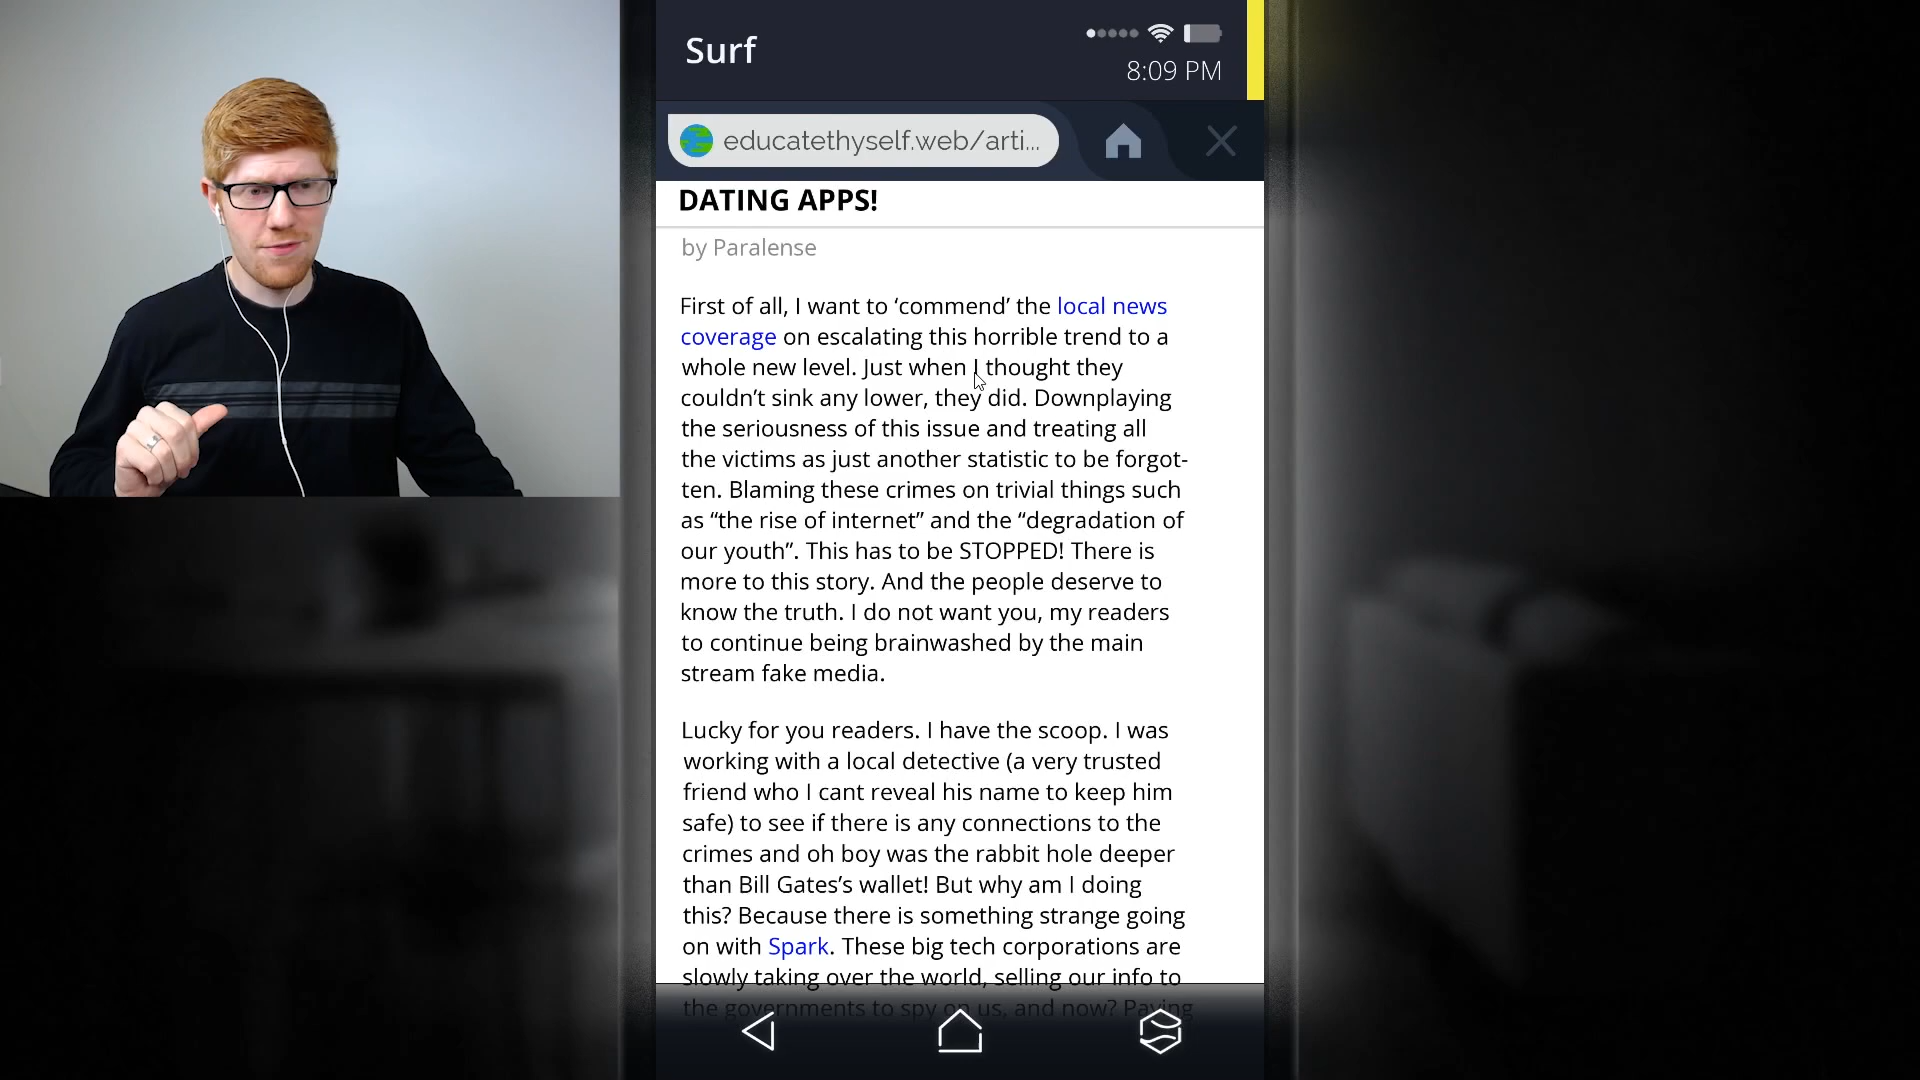 Surf
8:09 PM
educatethyself.web/arti...
DATING APPS!
by Paralense
First of all, I want to ‘commend’ the local news
coverage on escalating this horrible trend to a
whole new level. Just when I thought they
couldn’t sink any lower, they did. Downplaying
the seriousness of this issue and treating all
the victims as just another statistic to be forgot-
ten. Blaming these crimes on trivial things such
as “the rise of internet” and the “degradation of
our youth”. This has to be STOPPED! There is
more to this story. And the people deserve to
know the truth. I do not want you, my readers
to continue being brainwashed by the main
stream fake media.
Lucky for you readers. I have the scoop. I was
working with a local detective (a very trusted
friend who I cant reveal his name to keep him
safe) to see if there is any connections to the
crimes and oh boy was the rabbit hole deeper
than Bill Gates’s wallet! But why am I doing
this? Because there is something strange going
on with Spark. These big tech corporations are
slowly taking over the world, selling our info to
the governments to spy on us, and now? Paying